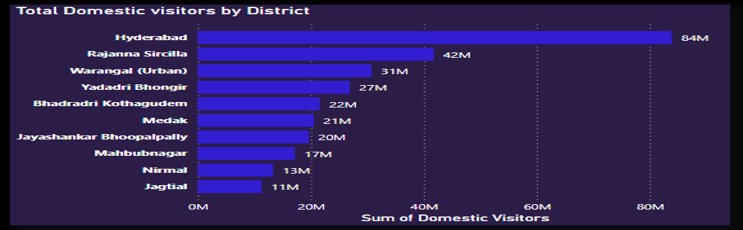 Total Domestic visitors by District
Hyderabad 84M
Rajanna Sircilla 42M
Warangal (Urban) 31M
Yadadri Bhongir 27M
Bhadradri Kothagudem 22M
Medak 21M
Jayashankar Bhoopalpally 20M
Mahbubnagar 17M
Nirmal 13M
Jagtial 11M
0M 20M 40M 60M 80M
Sum of Domestic Visitors